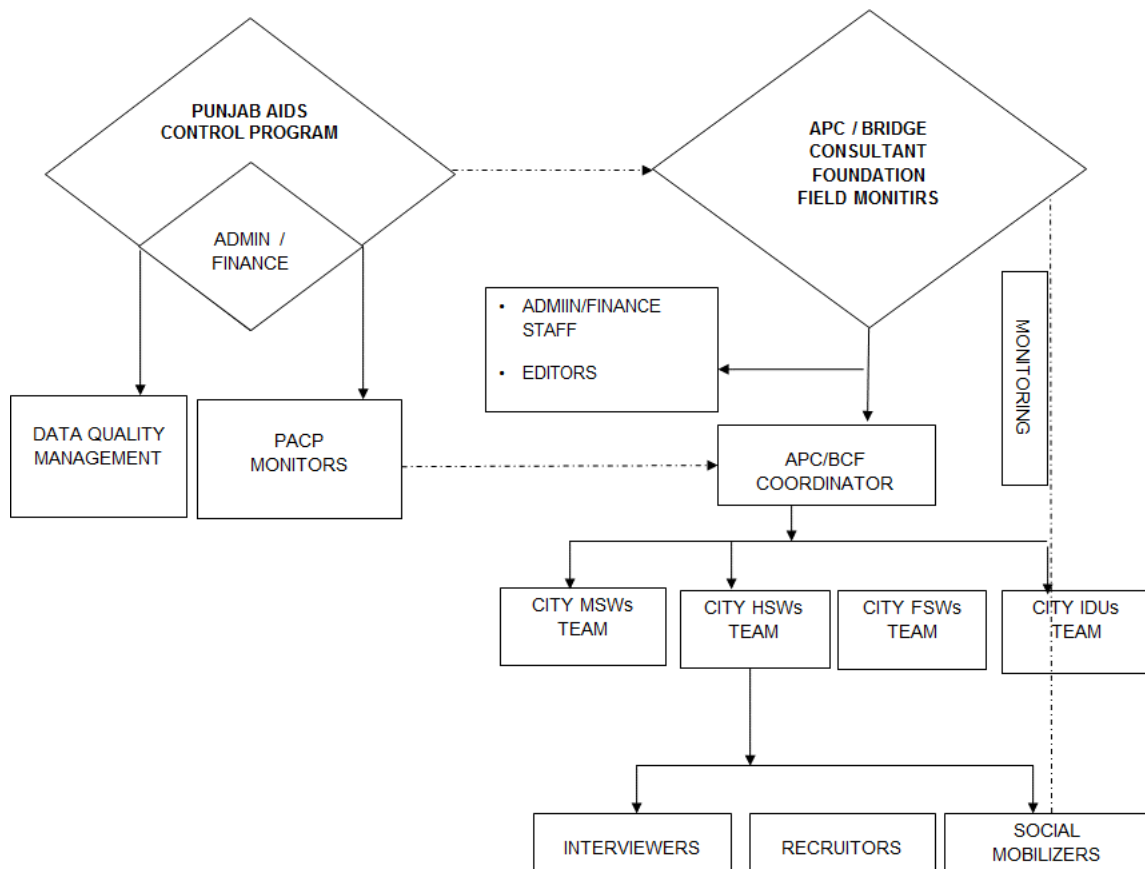 PUNJAB AIDS
CONTROL PROGRAM
ADMIN /
FINANCE
APC / BRIDGE
CONSULTANT
FOUNDATION
FIELD MONITIRS
• ADMIIN/FINANCE
STAFF
• EDITORS
MONITORING
DATA QUALITY
MANAGEMENT
PACP
MONITORS
APC/BCF
COORDINATOR
CITY MSWs
TEAM
CITY HSWs
TEAM
CITY FSWs
TEAM
CITY IDUs
TEAM
INTERVIEWERS
RECRUITORS
SOCIAL
MOBILIZERS